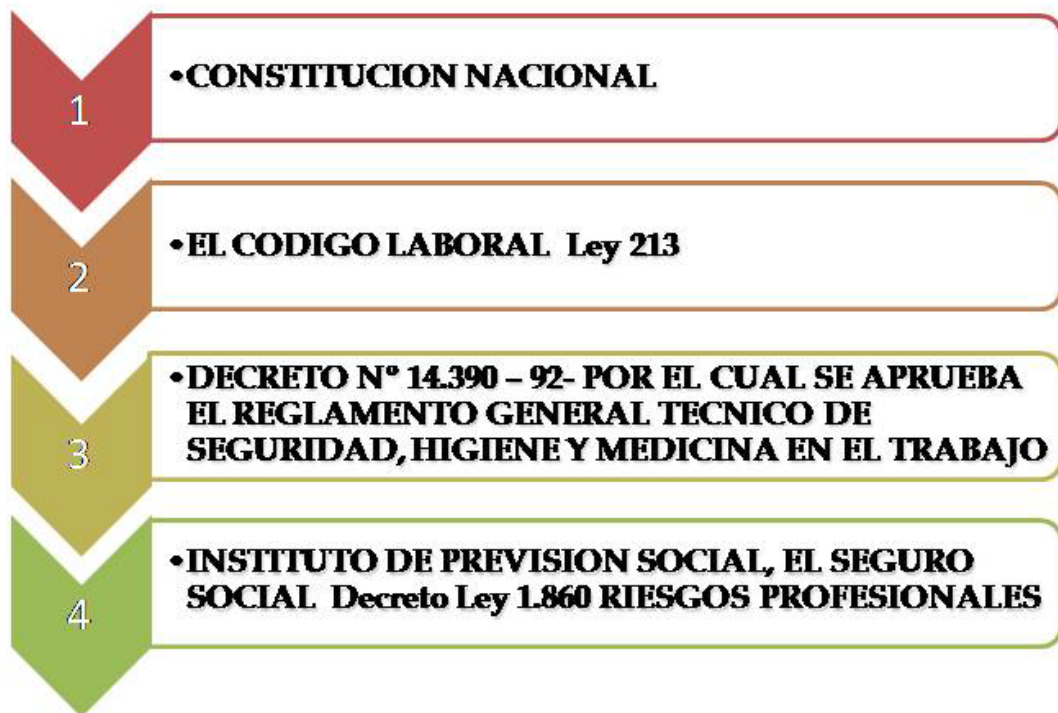 1
•CONSTITUCION NACIONAL
2
•EL CODIGO LABORAL Ley 213
3
•DECRETO Nº 14.390 – 92- POR EL CUAL SE APRUEBA
EL REGLAMENTO GENERAL TECNICO DE
SEGURIDAD, HIGIENE Y MEDICINA EN EL TRABAJO
4
•INSTITUTO DE PREVISION SOCIAL, EL SEGURO
SOCIAL Decreto Ley 1.860 RIESGOS PROFESIONALES